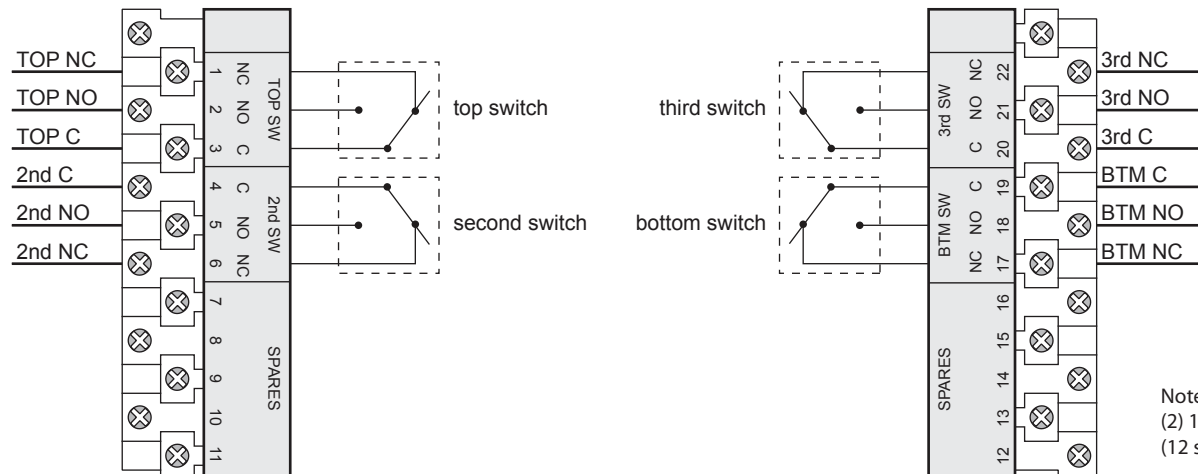 TOP NC
TOP NO
TOP C
2nd C
2nd NO
2nd NC
1 NC
2 NO
3 C
TOP SW
4 C
5 NO
6 NC
2nd SW
7
8
9
10
11
SPARES
top switch
second switch
third switch
bottom switch
3rd SW
NC 22
NO 21
C 20
BTM SW
C 19
NO 18
NC 17
SPARES
16
15
14
13
12
3rd NC
3rd NO
3rd C
BTM C
BTM NO
BTM NC
Note
(2) 1
(12 s